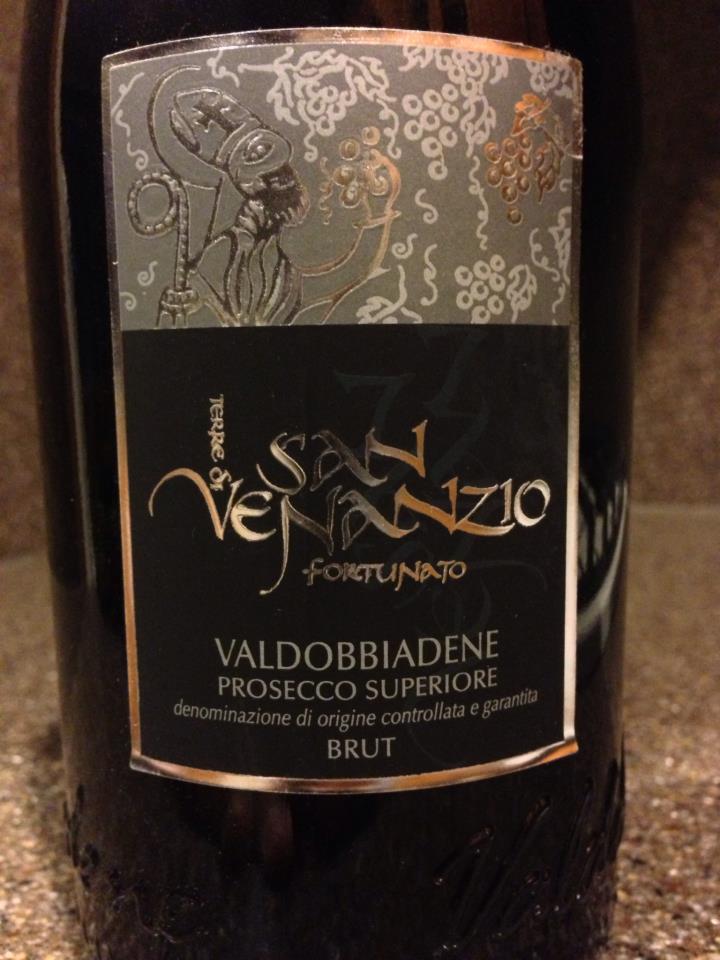 Terre di
SAN
VENANZIO
FORTUNATO
VALDOBBIADENE
PROSECCO SUPERIORE
denominazione di origine controllata e garantita
BRUT